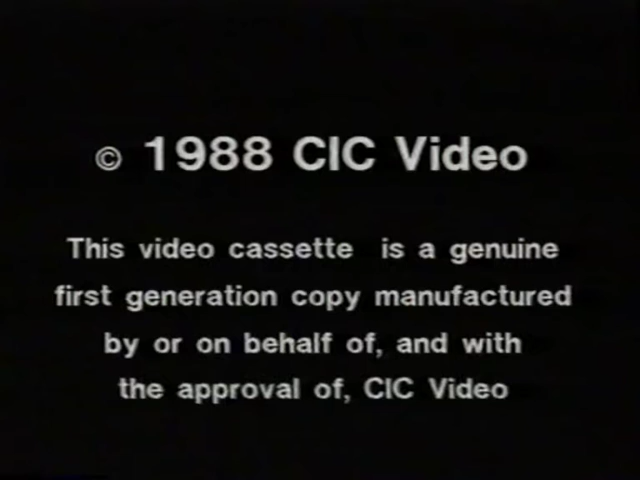 © 1988 CIC Video
This video cassette is a genuine
first generation copy manufactured
by or on behalf of, and with
the approval of, CIC Video